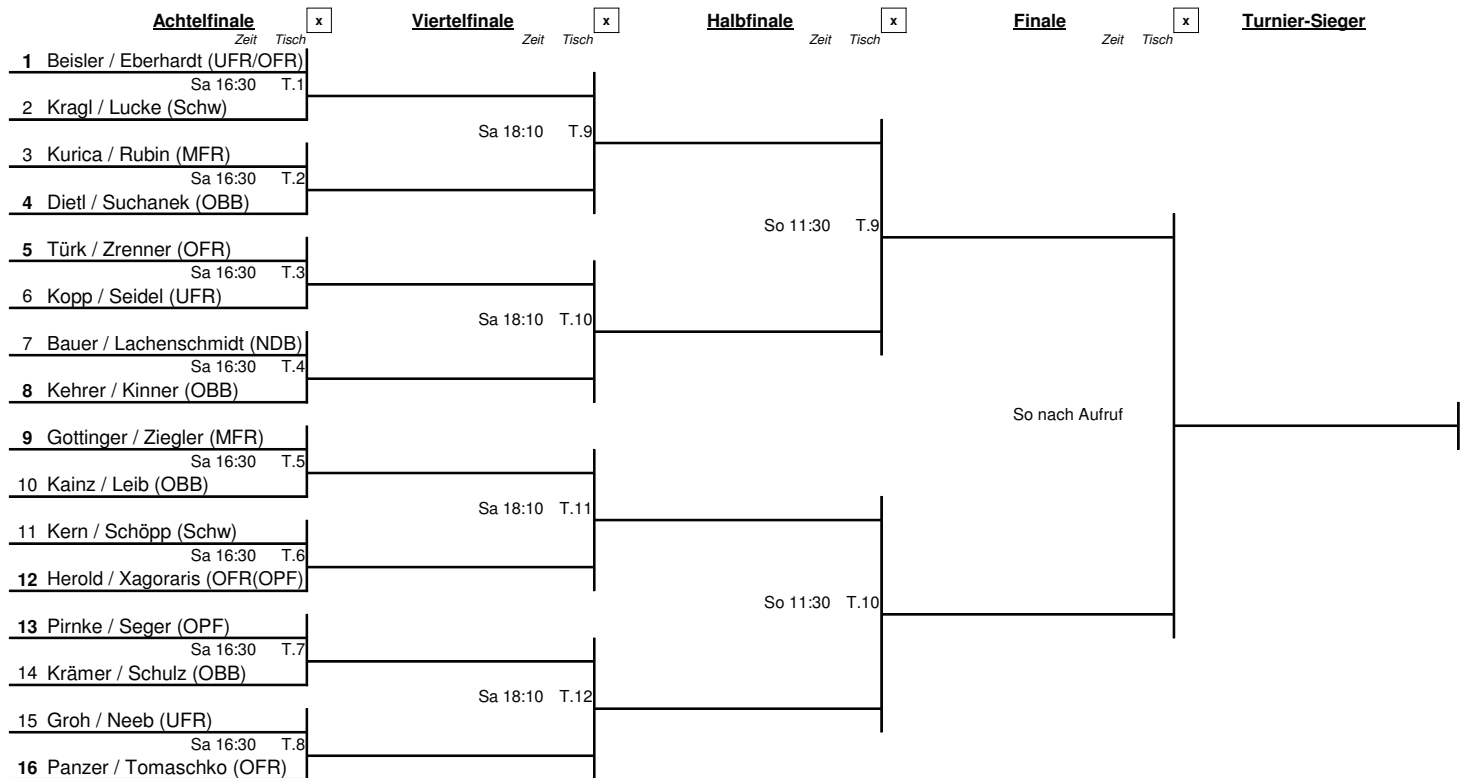 Achtelfinale x Viertelfinale x Halbfinale x Finale x Turnier-Sieger
Zeit Tisch Zeit Tisch Zeit Tisch Zeit Tisch
1 Beisler / Eberhardt (UFR/OFR)
Sa 16:30 T.1
2 Kragl / Lucke (Schw)
Sa 18:10 T.9
3 Kurica / Rubin (MFR)
Sa 16:30 T.2
4 Dietl / Suchanek (OBB)
So 11:30 T.9
5 Türk / Zrenner (OFR)
Sa 16:30 T.3
6 Kopp / Seidel (UFR)
Sa 18:10 T.10
7 Bauer / Lachenschmidt (NDB)
Sa 16:30 T.4
8 Kehrer / Kinner (OBB)
So nach Aufruf
9 Gottinger / Ziegler (MFR)
Sa 16:30 T.5
10 Kainz / Leib (OBB)
Sa 18:10 T.11
11 Kern / Schöpp (Schw)
Sa 16:30 T.6
12 Herold / Xagoraris (OFR(OPF)
So 11:30 T.10
13 Pirnke / Seger (OPF)
Sa 16:30 T.7
14 Krämer / Schulz (OBB)
Sa 18:10 T.12
15 Groh / Neeb (UFR)
Sa 16:30 T.8
16 Panzer / Tomaschko (OFR)